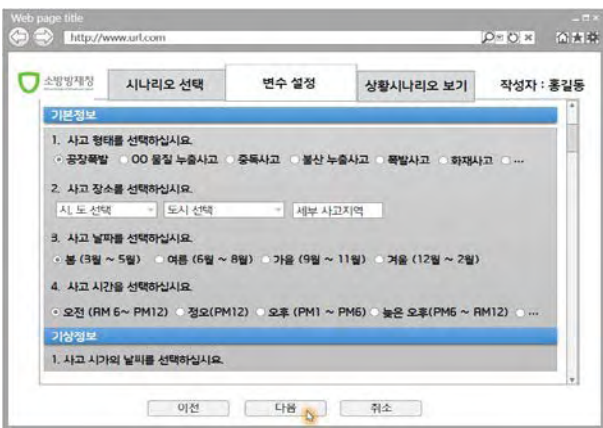 Web page title
http://www.url.com
소방방재청
시나리오 선택
변수 설정
상황시나리오 보기
작성자 : 홍길동
기본정보
1. 사고 형태를 선택하십시요.
공장폭발 OO 물질 누출사고 중독사고 불산 누출사고 폭발사고 화재사고 ...
2. 사고 장소를 선택하십시요.
시, 도 선택 도시 선택 세부 사고지역
3. 사고 날짜를 선택하십시요.
봄 (3월 ~ 5월) 여름 (6월 ~ 8월) 가을 (9월 ~ 11월) 겨울 (12월 ~ 2월)
4. 사고 시간을 선택하십시요.
오전 (AM 6~ PM12) 정오(PM12) 오후 (PM1 ~ PM6) 늦은 오후(PM6 ~ AM12) ...
기상정보
1. 사고 시가의 날씨를 선택하십시요.
이전 다음 취소